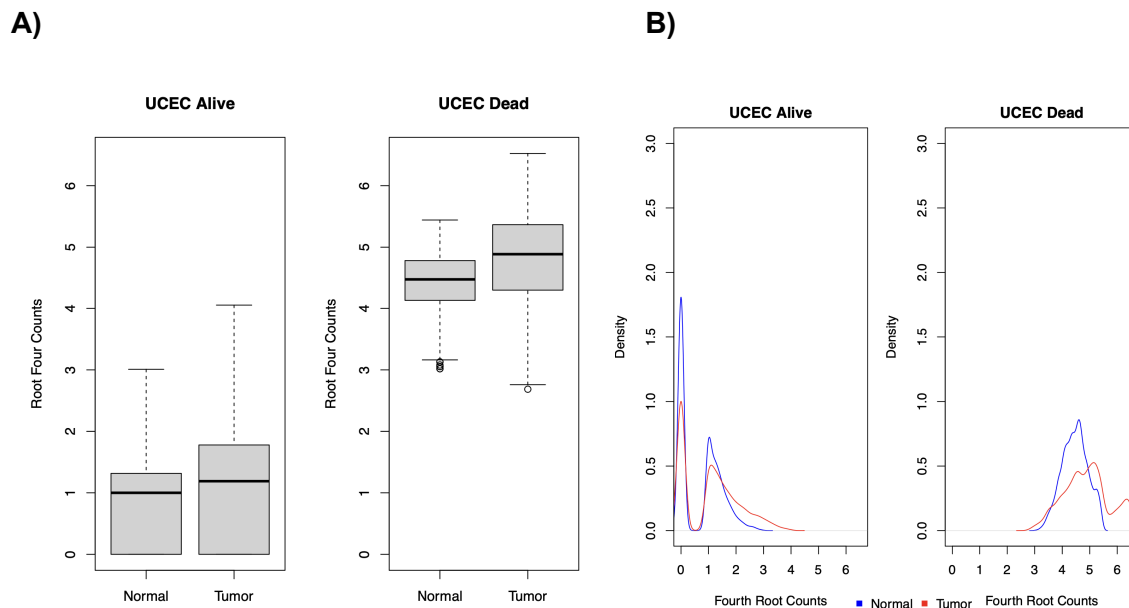 A)
B)
UCEC Alive
UCEC Dead
Root Four Counts
0 1 2 3 4 5 6
Normal Tumor
Root Four Counts
0 1 2 3 4 5 6
Normal Tumor
UCEC Alive
UCEC Dead
Density
0.0 0.5 1.0 1.5 2.0 2.5 3.0
0 1 2 3 4 5 6
Fourth Root Counts
Density
0.0 0.5 1.0 1.5 2.0 2.5 3.0
0 1 2 3 4 5 6
Fourth Root Counts
Normal Tumor